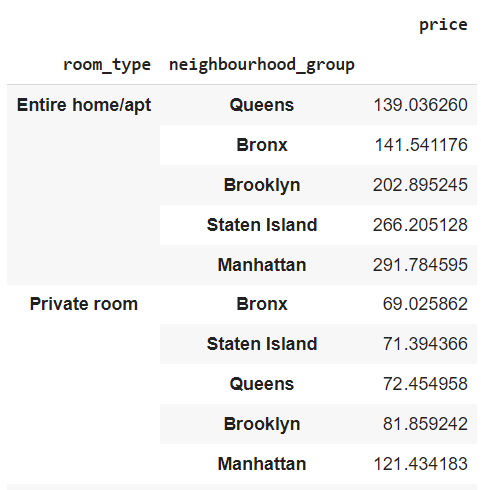 price
room_type neighbourhood_group
Entire home/apt Queens 139.036260
Bronx 141.541176
Brooklyn 202.895245
Staten Island 266.205128
Manhattan 291.784595
Private room Bronx 69.025862
Staten Island 71.394366
Queens 72.454958
Brooklyn 81.859242
Manhattan 121.434183